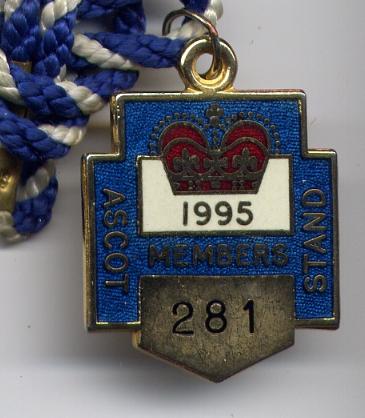 1995
ASCOT
MEMBERS
STAND
281